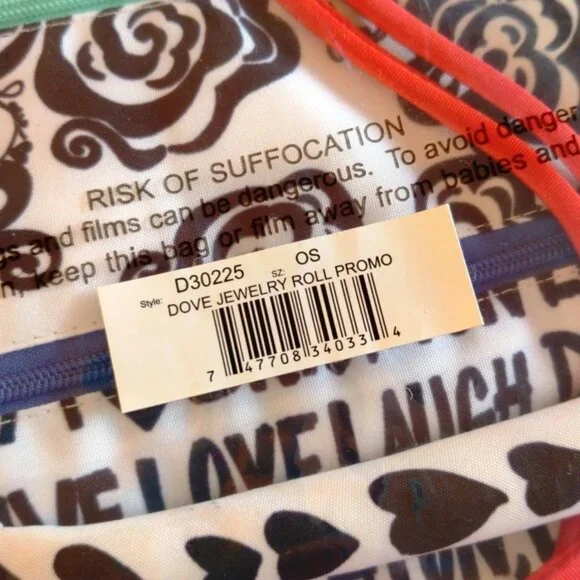 RISK OF SUFFOCATION
gs and films can be dangerous. To avoid danger
n, keep this bag or film away from babies and
Style: D30225 SZ: OS
DOVE JEWELRY ROLL PROMO
7 47708 34033 4
LOVE LAUGH